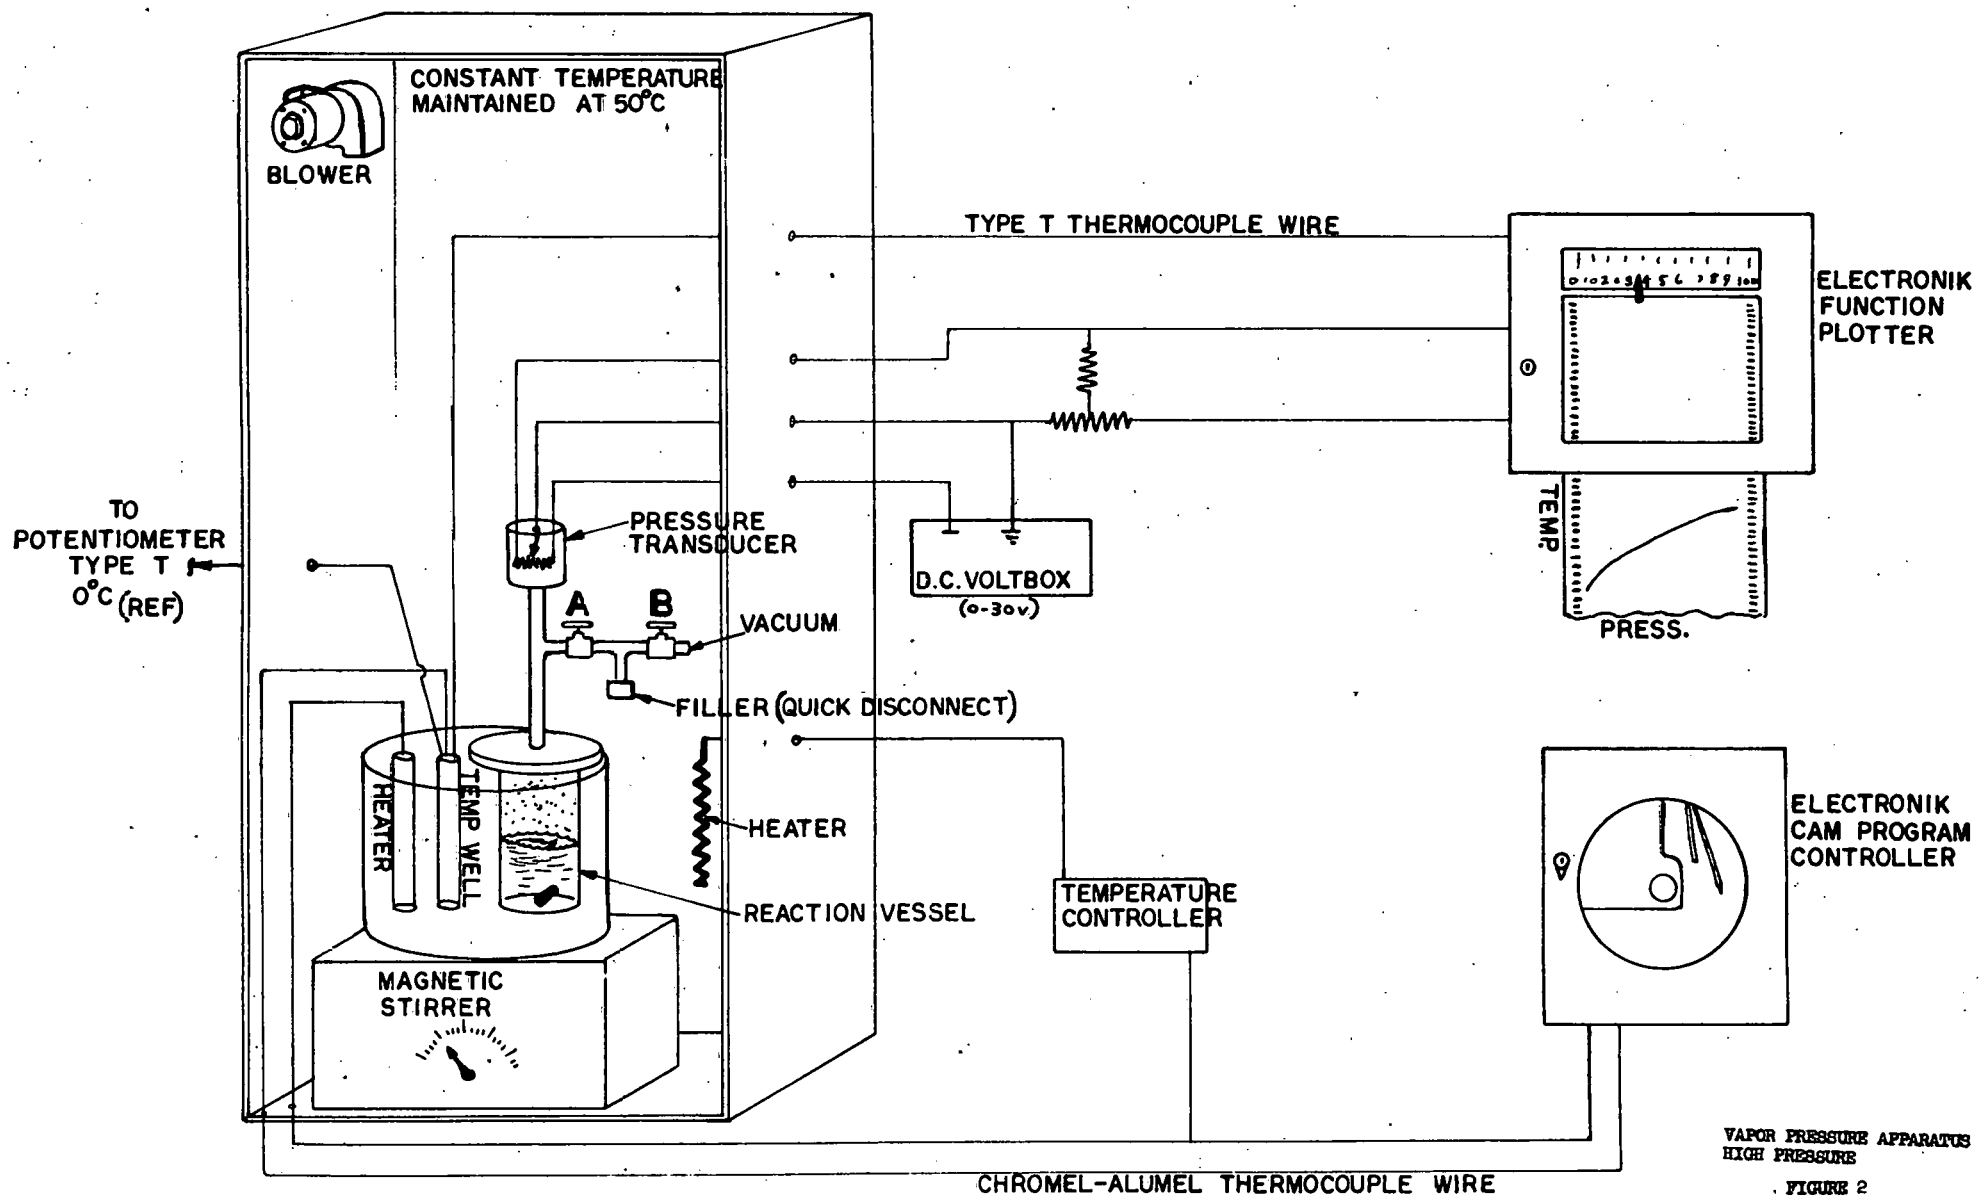 CONSTANT TEMPERATURE
MAINTAINED AT 50°C
BLOWER
TYPE T THERMOCOUPLE WIRE
ELECTRONIK
FUNCTION
PLOTTER
TO
POTENTIOMETER
TYPE T
0°C (REF)
PRESSURE
TRANSDUCER
A
B
VACUUM
FILLER (QUICK DISCONNECT)
D.C. VOLTBOX
(0-30V.)
TEMP.
PRESS.
HEATER
TEMP WELL
HEATER
REACTION VESSEL
TEMPERATURE
CONTROLLER
ELECTRONIK
CAM PROGRAM
CONTROLLER
MAGNETIC
STIRRER
CHROMEL-ALUMEL THERMOCOUPLE WIRE
VAPOR PRESSURE APPARATUS
HIGH PRESSURE
FIGURE 2